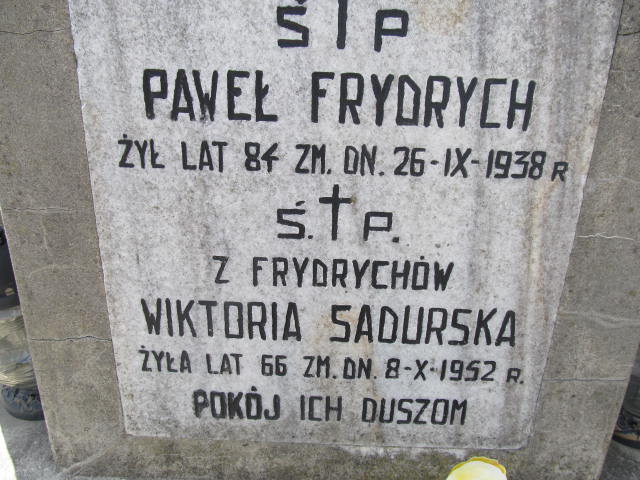 Ś † P
PAWEŁ FRYDRYCH
ŻYŁ LAT 84 ZM. DN. 26-IX-1938 R
Ś. † P.
Z FRYDRYCHÓW
WIKTORIA SADURSKA
ŻYŁA LAT 66 ZM. DN. 8-X-1952 R.
POKÓJ ICH DUSZOM